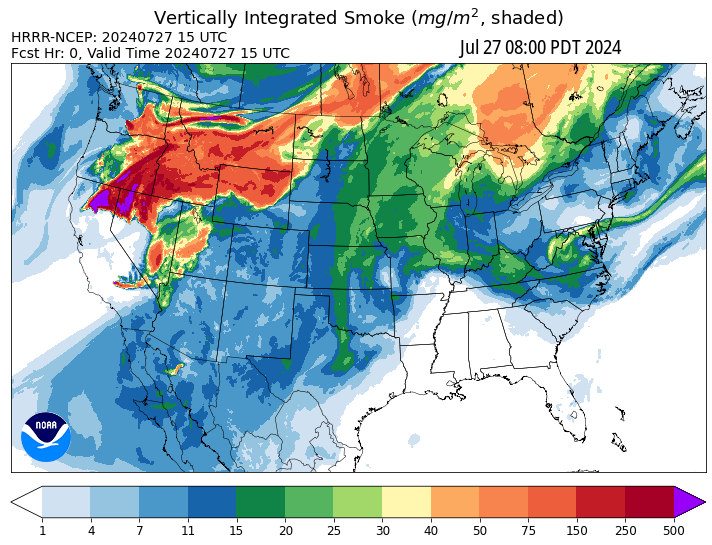 Vertically Integrated Smoke (mg/m², shaded)
HRRR-NCEP: 20240727 15 UTC
Fcst Hr: 0, Valid Time 20240727 15 UTC
Jul 27 08:00 PDT 2024
NOAA
1 4 7 11 15 20 25 30 40 50 75 150 250 500